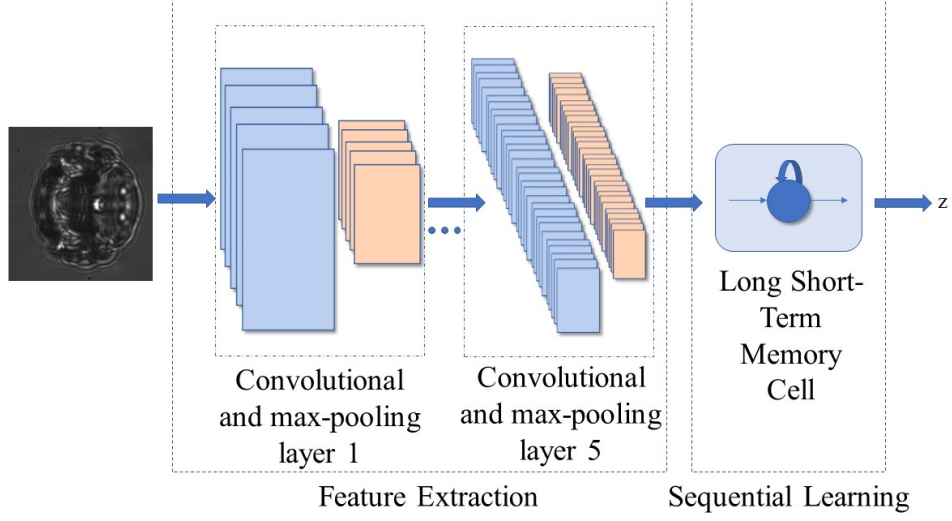 Convolutional
and max-pooling
layer 1
Convolutional
and max-pooling
layer 5
Long Short-
Term
Memory
Cell
z
Feature Extraction
Sequential Learning